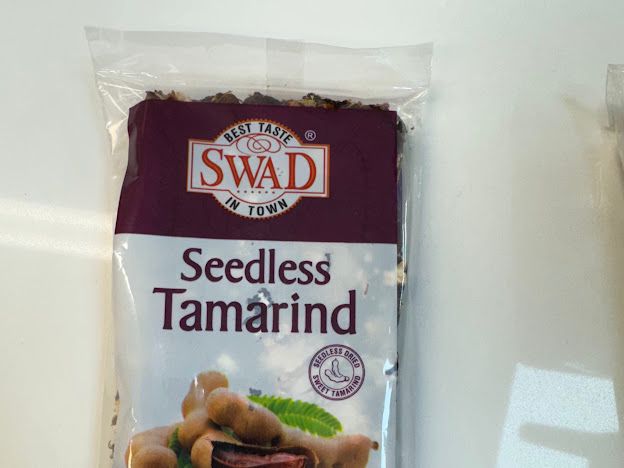 BEST TASTE
®
SWAD
IN TOWN
Seedless
Tamarind
SEEDLESS DRIED
SWEET TAMARIND